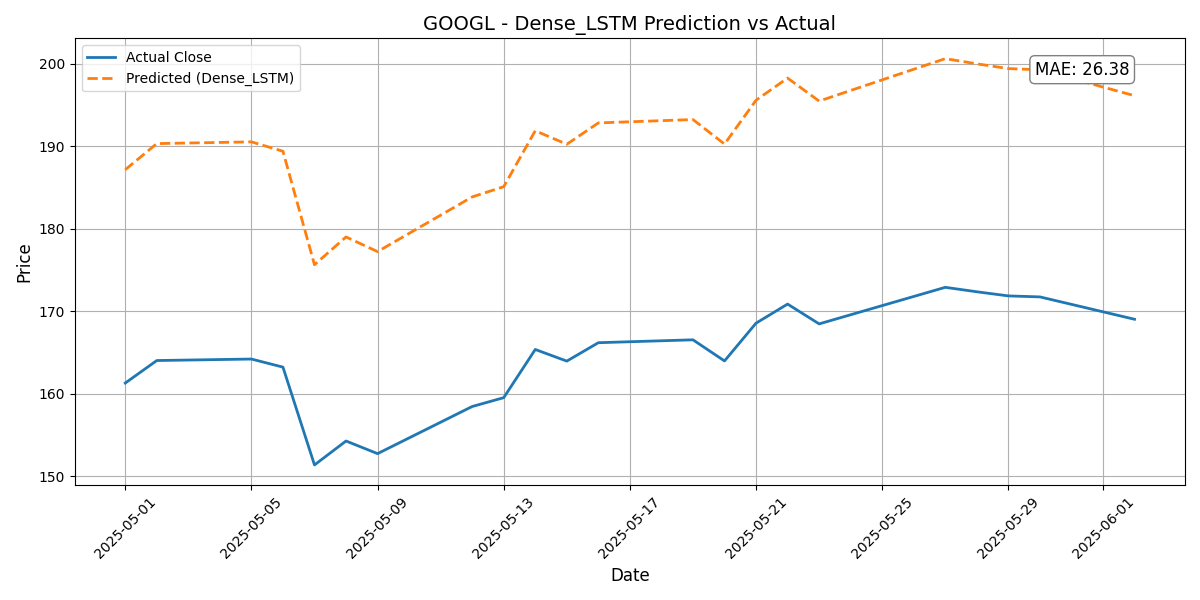 GOOGL - Dense_LSTM Prediction vs Actual
Actual Close
Predicted (Dense_LSTM)
MAE: 26.38
Price
200
190
180
170
160
150
2025-05-01
2025-05-05
2025-05-09
2025-05-13
2025-05-17
2025-05-21
2025-05-25
2025-05-29
2025-06-01
Date